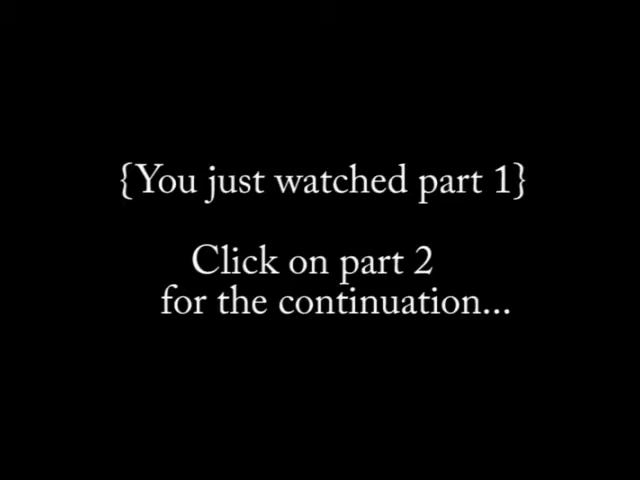 {You just watched part 1}
Click on part 2
for the continuation...